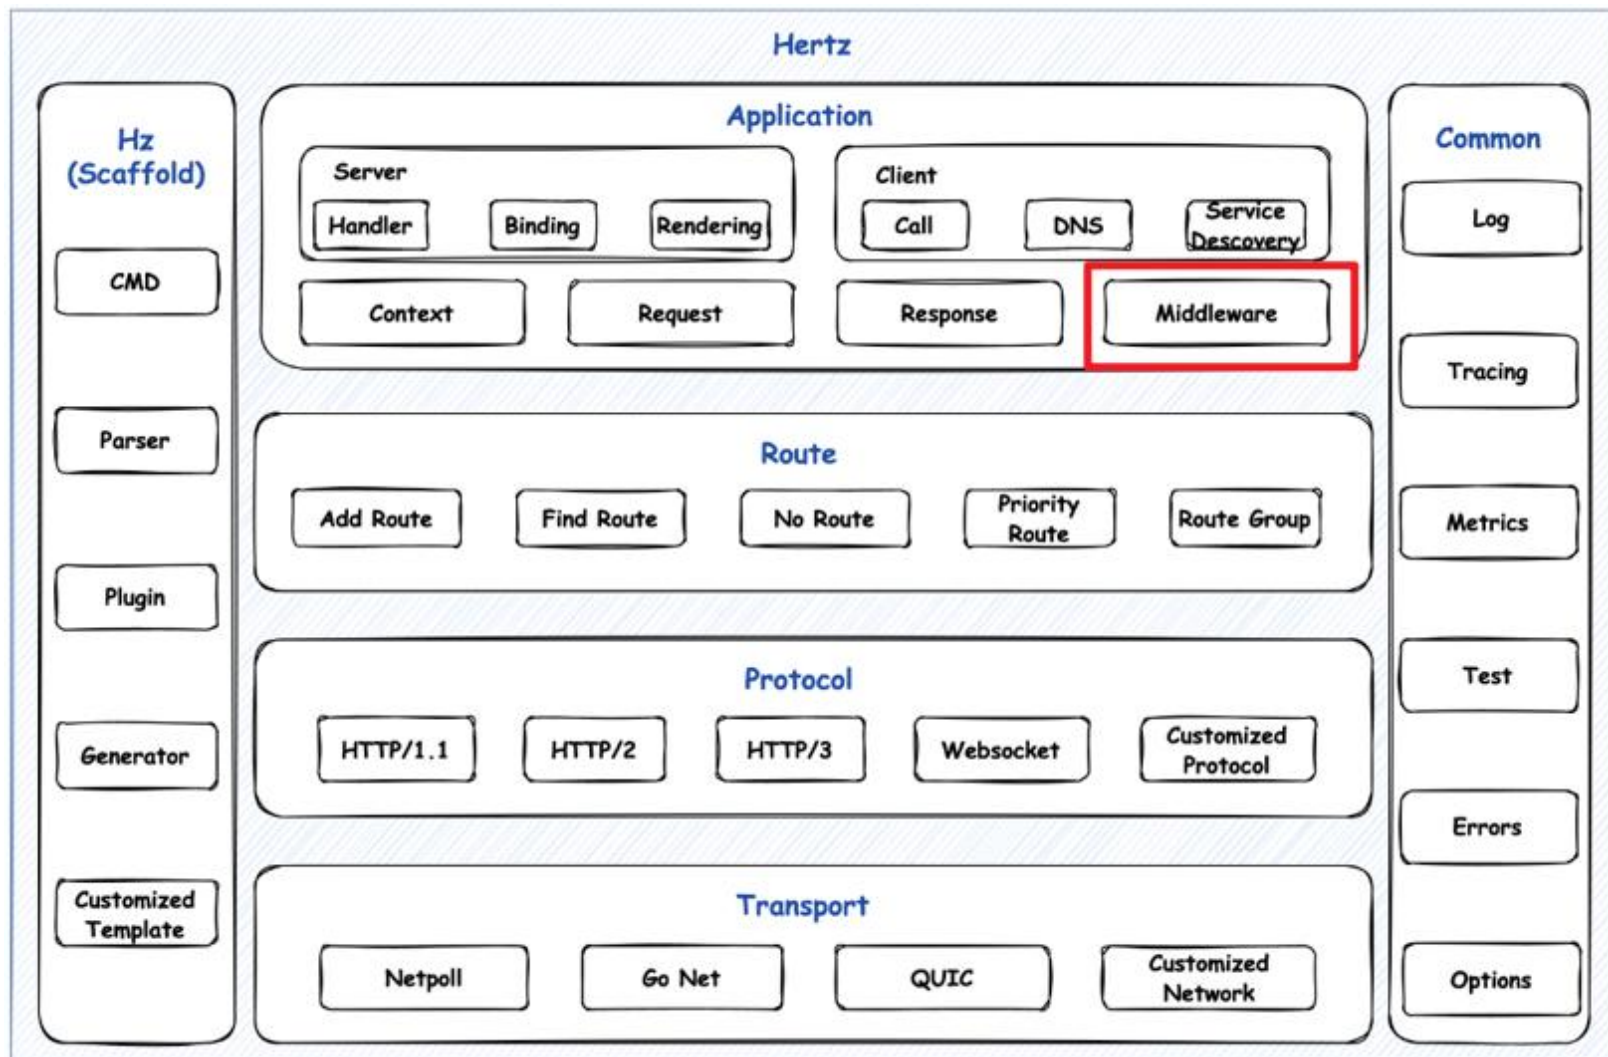 Hertz
Hz
(Scaffold)
CMD
Parser
Plugin
Generator
Customized
Template
Application
Server
Handler
Binding
Rendering
Client
Call
DNS
Service
Descovery
Context
Request
Response
Middleware
Route
Add Route
Find Route
No Route
Priority
Route
Route Group
Protocol
HTTP/1.1
HTTP/2
HTTP/3
Websocket
Customized
Protocol
Transport
Netpoll
Go Net
QUIC
Customized
Network
Common
Log
Tracing
Metrics
Test
Errors
Options